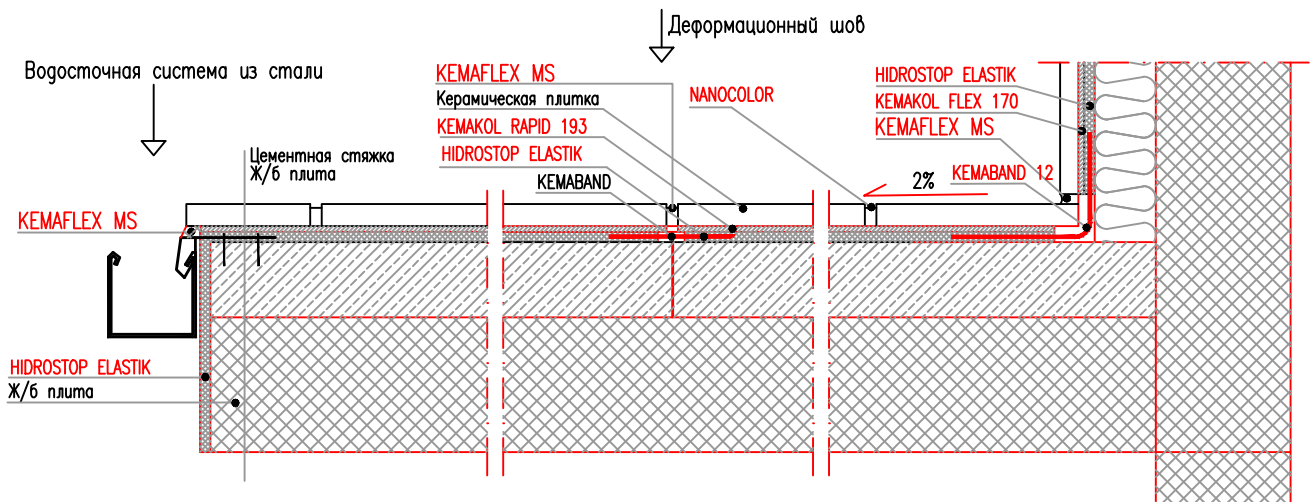 Деформационный шов
Водосточная система из стали
KEMAFLEX MS
Керамическая плитка
KEMAKOL RAPID 193
HIDROSTOP ELASTIK
KEMABAND
NANOCOLOR
HIDROSTOP ELASTIK
KEMAKOL FLEX 170
KEMAFLEX MS
KEMABAND 12
2%
Цементная стяжка
Ж/б плита
KEMAFLEX MS
HIDROSTOP ELASTIK
Ж/б плита